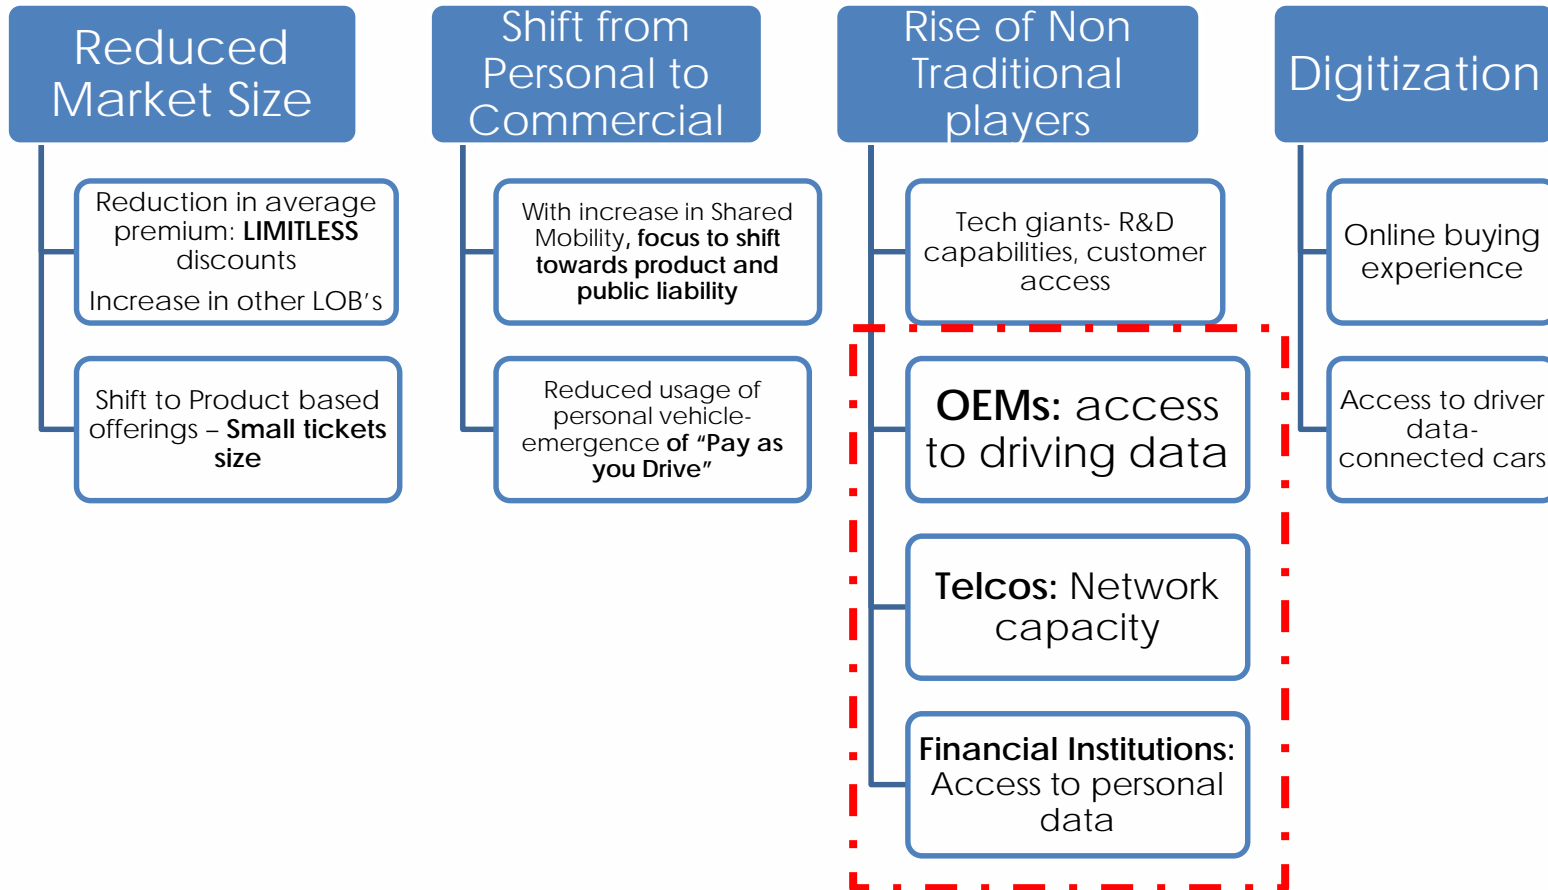 Reduced
Market Size
Reduction in average
premium: LIMITLESS
discounts
Increase in other LOB's
Shift to Product based
offerings – Small tickets
size
Shift from
Personal to
Commercial
With increase in Shared
Mobility, focus to shift
towards product and
public liability
Reduced usage of
personal vehicle-
emergence of “Pay as
you Drive”
Rise of Non
Traditional
players
Tech giants- R&D
capabilities, customer
access
OEMs: access
to driving data
Telcos: Network
capacity
Financial Institutions:
Access to personal
data
Digitization
Online buying
experience
Access to driver
data-
connected cars